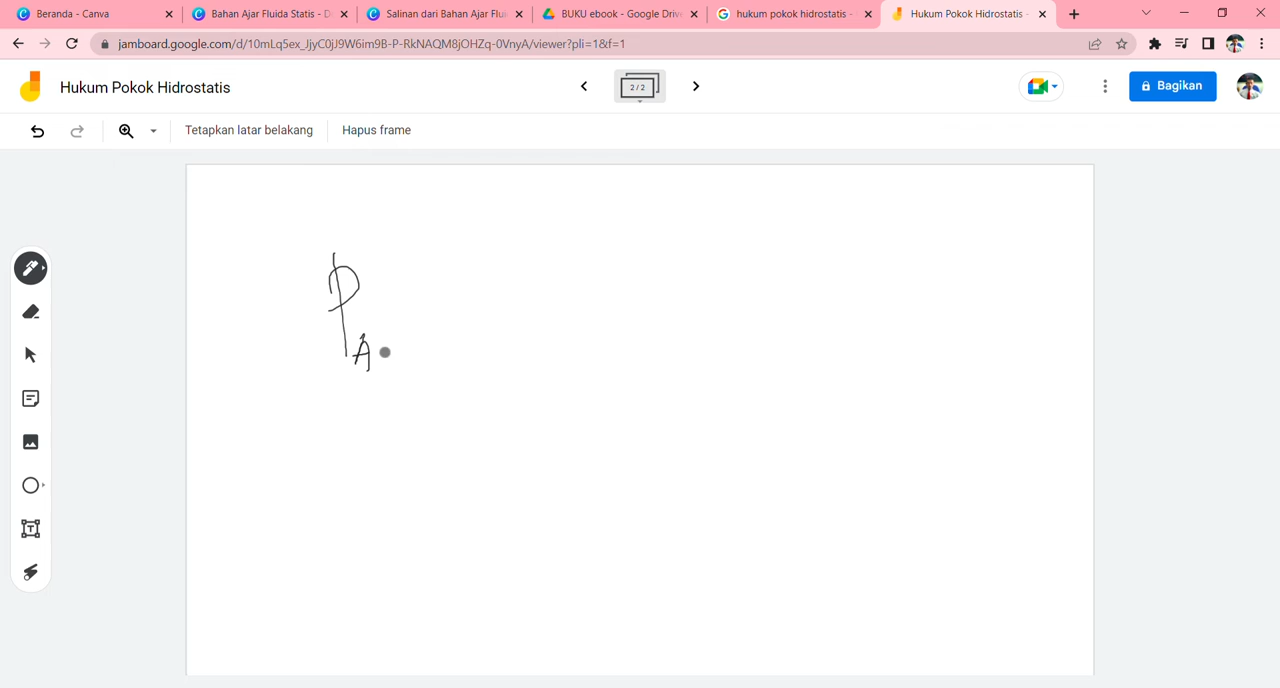 Beranda - Canva
Bahan Ajar Fluida Statis - D
Salinan dari Bahan Ajar Flui
BUKU ebook - Google Driv
hukum pokok hidrostatis -
Hukum Pokok Hidrostatis -
jamboard.google.com/d/10mLq5ex_JjyC0jJ9W6im9B-P-RkNAQM8jOHZq-0VnyA/viewer?pli=1&f=1
Hukum Pokok Hidrostatis
2 / 2
Bagikan
Tetapkan latar belakang
Hapus frame
P
A